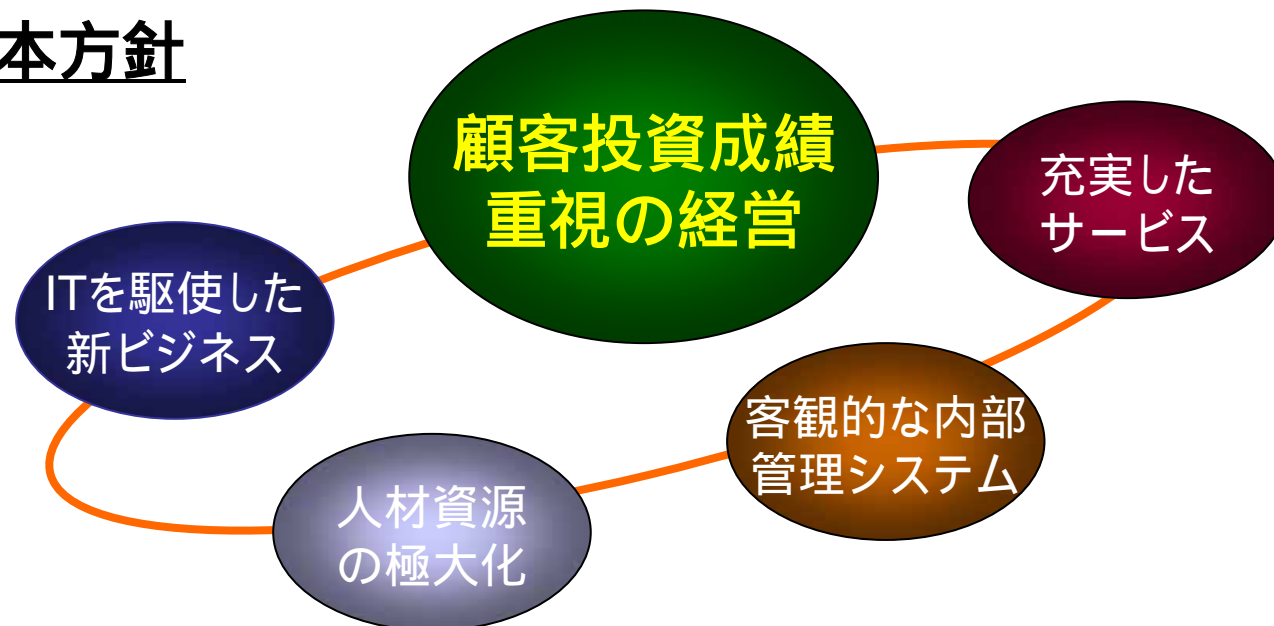 本方針
顧客投資成績
重視の経営
充実した
サービス
ITを駆使した
新ビジネス
客観的な内部
管理システム
人材資源
の極大化